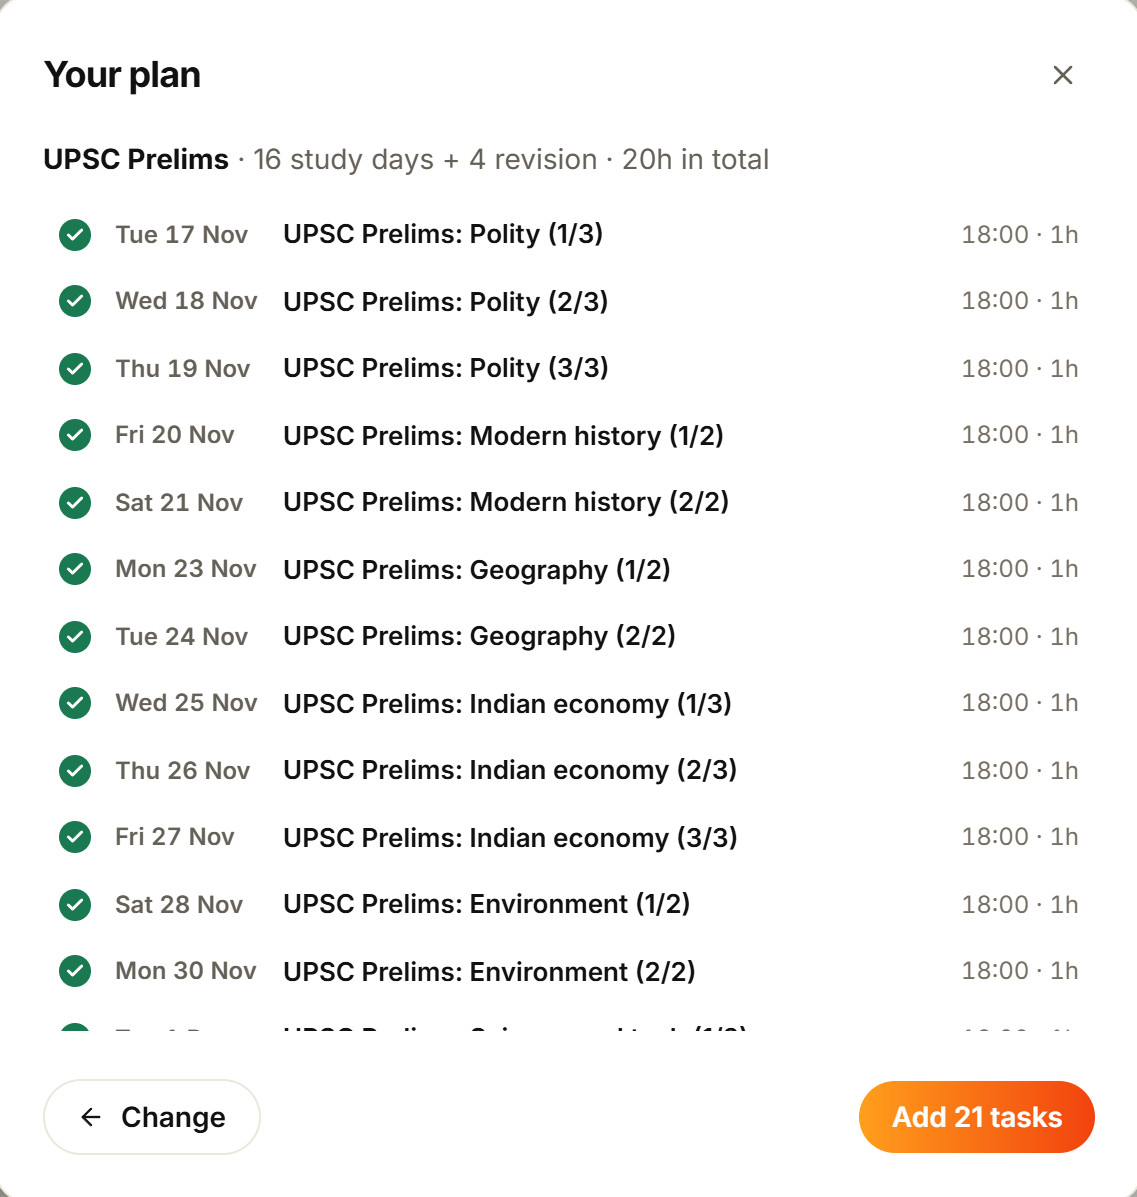 Your plan
UPSC Prelims · 16 study days + 4 revision · 20h in total
Tue 17 Nov UPSC Prelims: Polity (1/3) 18:00 · 1h
Wed 18 Nov UPSC Prelims: Polity (2/3) 18:00 · 1h
Thu 19 Nov UPSC Prelims: Polity (3/3) 18:00 · 1h
Fri 20 Nov UPSC Prelims: Modern history (1/2) 18:00 · 1h
Sat 21 Nov UPSC Prelims: Modern history (2/2) 18:00 · 1h
Mon 23 Nov UPSC Prelims: Geography (1/2) 18:00 · 1h
Tue 24 Nov UPSC Prelims: Geography (2/2) 18:00 · 1h
Wed 25 Nov UPSC Prelims: Indian economy (1/3) 18:00 · 1h
Thu 26 Nov UPSC Prelims: Indian economy (2/3) 18:00 · 1h
Fri 27 Nov UPSC Prelims: Indian economy (3/3) 18:00 · 1h
Sat 28 Nov UPSC Prelims: Environment (1/2) 18:00 · 1h
Mon 30 Nov UPSC Prelims: Environment (2/2) 18:00 · 1h
Change
Add 21 tasks